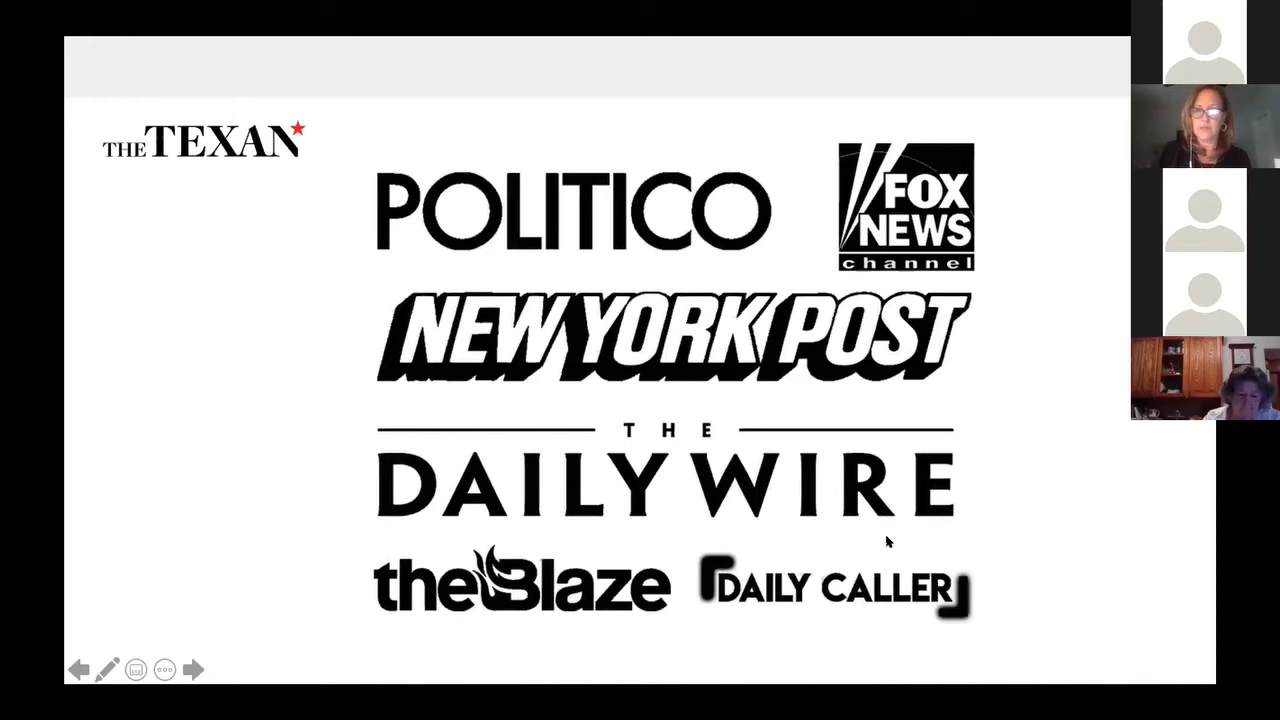 THE TEXAN
POLITICO
FOX
NEWS
channel
NEW YORK POST
THE
DAILY WIRE
theBlaze
DAILY CALLER